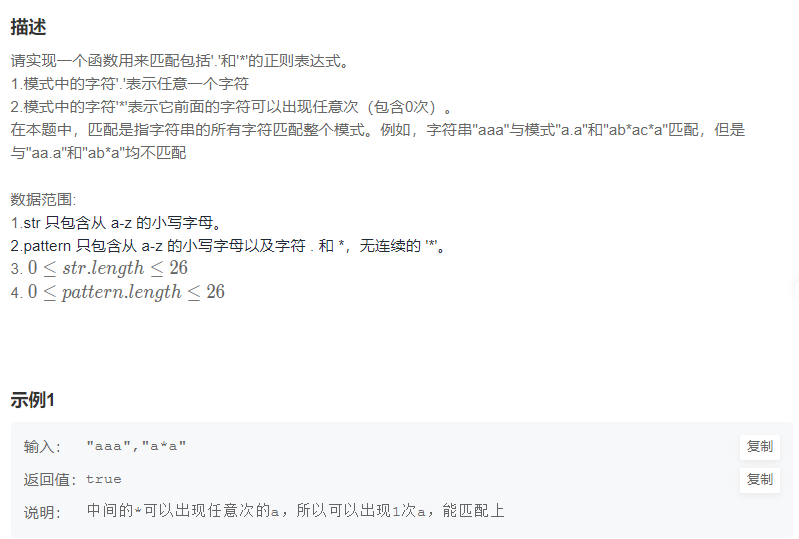 描述
请实现一个函数用来匹配包括'.'和'*'的正则表达式。
1.模式中的字符'.'表示任意一个字符
2.模式中的字符'*'表示它前面的字符可以出现任意次（包含0次）。
在本题中，匹配是指字符串的所有字符匹配整个模式。例如，字符串"aaa"与模式"a.a"和"ab*ac*a"匹配，但是
与"aa.a"和"ab*a"均不匹配
数据范围:
1.str 只包含从 a-z 的小写字母。
2.pattern 只包含从 a-z 的小写字母以及字符 . 和 *，无连续的 '*'。
3. 0 ≤ str.length ≤ 26
4. 0 ≤ pattern.length ≤ 26
示例1
输入： "aaa","a*a" 复制
返回值： true 复制
说明： 中间的*可以出现任意次的a，所以可以出现1次a，能匹配上